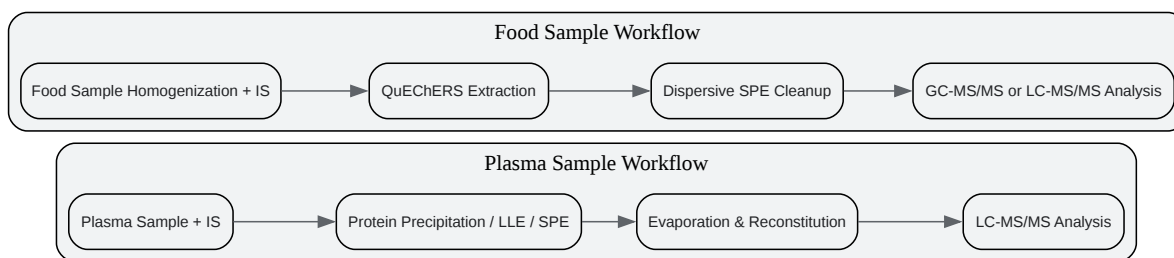 Food Sample Workflow
Food Sample Homogenization + IS
QuEChERS Extraction
Dispersive SPE Cleanup
GC-MS/MS or LC-MS/MS Analysis
Plasma Sample Workflow
Plasma Sample + IS
Protein Precipitation / LLE / SPE
Evaporation & Reconstitution
LC-MS/MS Analysis